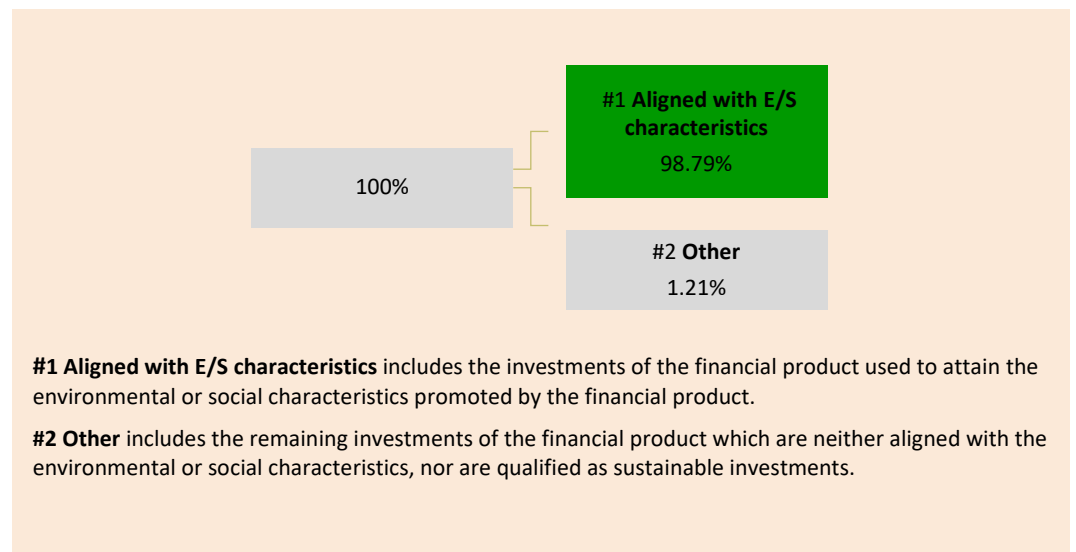 #1 Aligned with E/S
characteristics
98.79%
100%
#2 Other
1.21%
#1 Aligned with E/S characteristics includes the investments of the financial product used to attain the
environmental or social characteristics promoted by the financial product.
#2 Other includes the remaining investments of the financial product which are neither aligned with the
environmental or social characteristics, nor are qualified as sustainable investments.